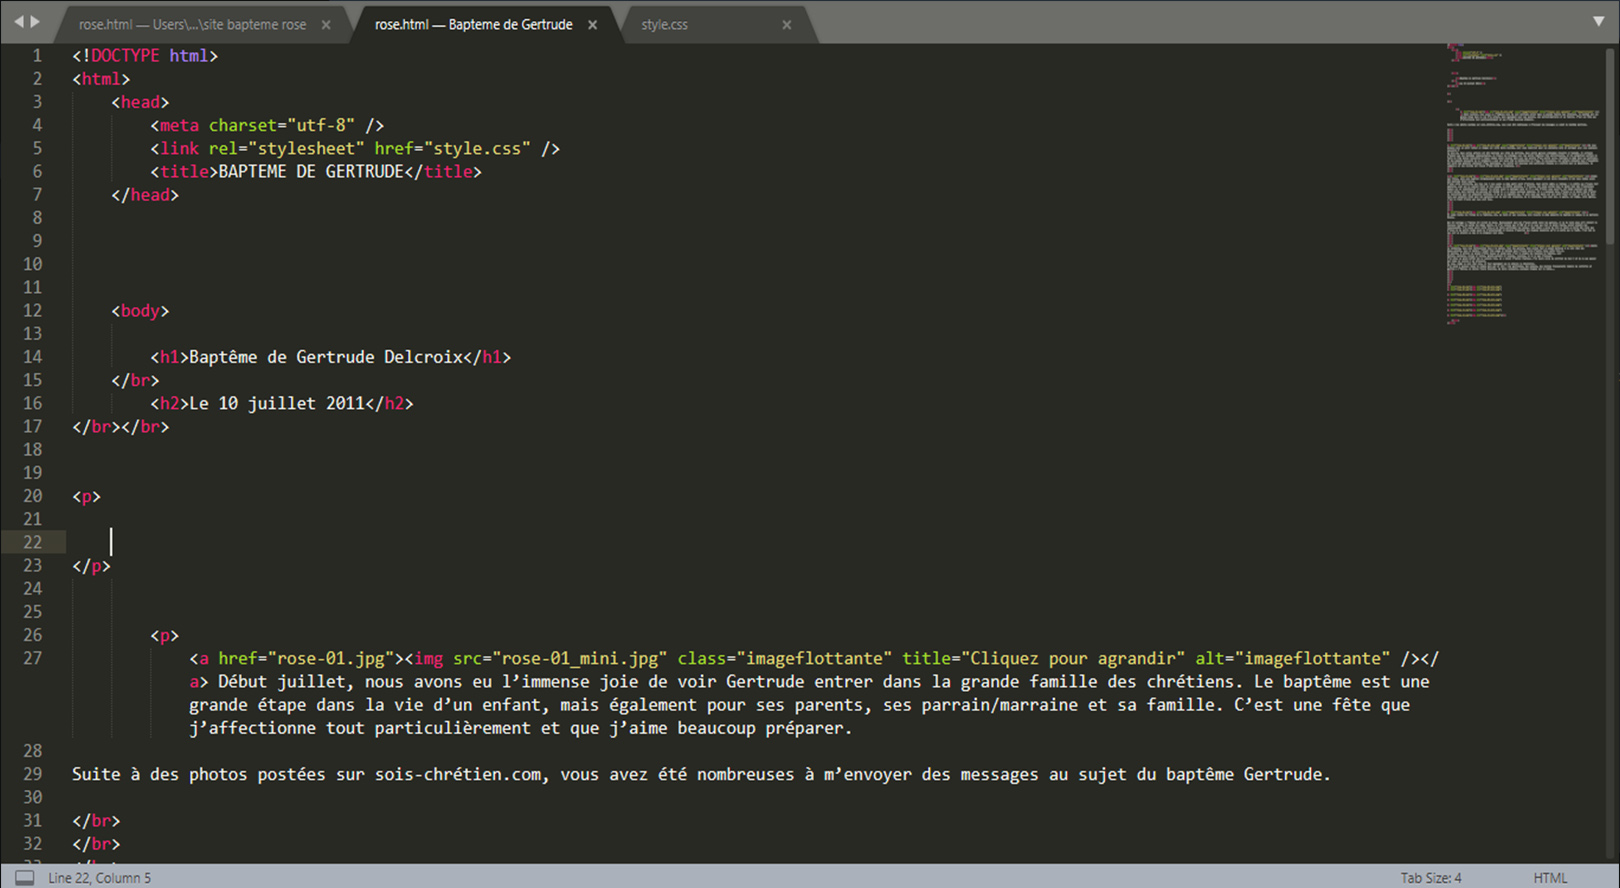 rose.html — Users\...\site bapteme rose ×
rose.html — Bapteme de Gertrude ×
style.css ×
1 <!DOCTYPE html>
2 <html>
3 <head>
4 <meta charset="utf-8" />
5 <link rel="stylesheet" href="style.css" />
6 <title>BAPTEME DE GERTRUDE</title>
7 </head>
8
9
10
11
12 <body>
13
14 <h1>Baptême de Gertrude Delcroix</h1>
15 </br>
16 <h2>Le 10 juillet 2011</h2>
17 </br></br>
18
19
20 <p>
21
22
23 </p>
24
25
26 <p>
27 <a href="rose-01.jpg"><img src="rose-01_mini.jpg" class="imageflottante" title="Cliquez pour agrandir" alt="imageflottante" /></
a> Début juillet, nous avons eu l’immense joie de voir Gertrude entrer dans la grande famille des chrétiens. Le baptême est une
grande étape dans la vie d’un enfant, mais également pour ses parents, ses parrain/marraine et sa famille. C’est une fête que
j’affectionne tout particulièrement et que j’aime beaucoup préparer.
28
29 Suite à des photos postées sur sois-chrétien.com, vous avez été nombreuses à m’envoyer des messages au sujet du baptême Gertrude.
30
31 </br>
32 </br>
Line 22, Column 5
Tab Size: 4
HTML